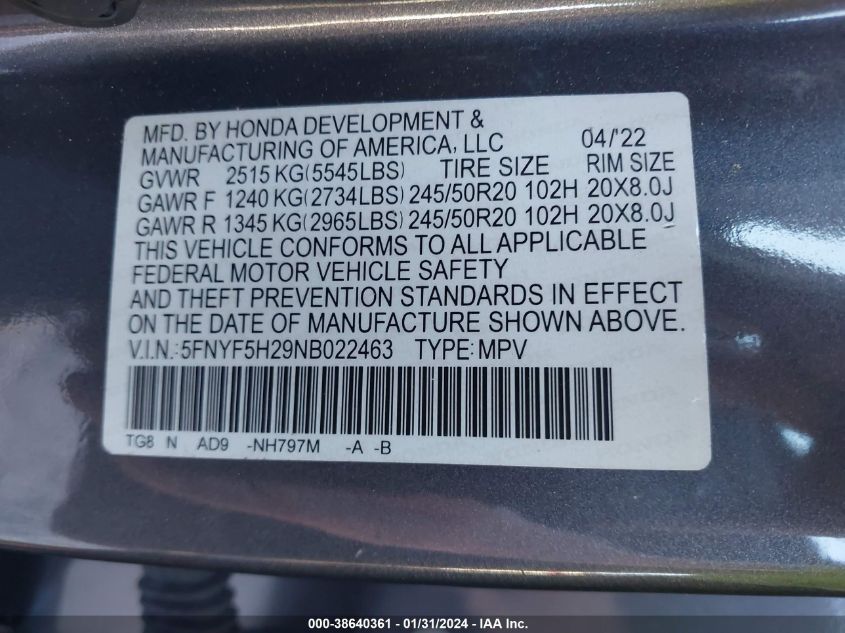 MFD. BY HONDA DEVELOPMENT &
MANUFACTURING OF AMERICA, LLC 04/'22
GVWR 2515 KG(5545LBS) TIRE SIZE RIM SIZE
GAWR F 1240 KG(2734LBS) 245/50R20 102H 20X8.0J
GAWR R 1345 KG(2965LBS) 245/50R20 102H 20X8.0J
THIS VEHICLE CONFORMS TO ALL APPLICABLE
FEDERAL MOTOR VEHICLE SAFETY
AND THEFT PREVENTION STANDARDS IN EFFECT
ON THE DATE OF MANUFACTURE SHOWN ABOVE.
V.I.N.:5FNYF5H29NB022463 TYPE:MPV
TG8 N AD9 -NH797M -A -B
000-38640361 - 01/31/2024 - IAA Inc.